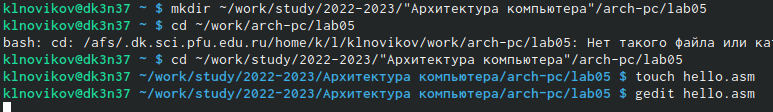 klnovikov@dk3n37 ~ $ mkdir ~/work/study/2022-2023/"Архитектура компьютера"/arch-pc/lab05
klnovikov@dk3n37 ~ $ cd ~/work/arch-pc/lab05
bash: cd: /afs/.dk.sci.pfu.edu.ru/home/k/l/klnovikov/work/arch-pc/lab05: Нет такого файла или кат
klnovikov@dk3n37 ~ $ cd ~/work/study/2022-2023/"Архитектура компьютера"/arch-pc/lab05
klnovikov@dk3n37 ~/work/study/2022-2023/Архитектура компьютера/arch-pc/lab05 $ touch hello.asm
klnovikov@dk3n37 ~/work/study/2022-2023/Архитектура компьютера/arch-pc/lab05 $ gedit hello.asm